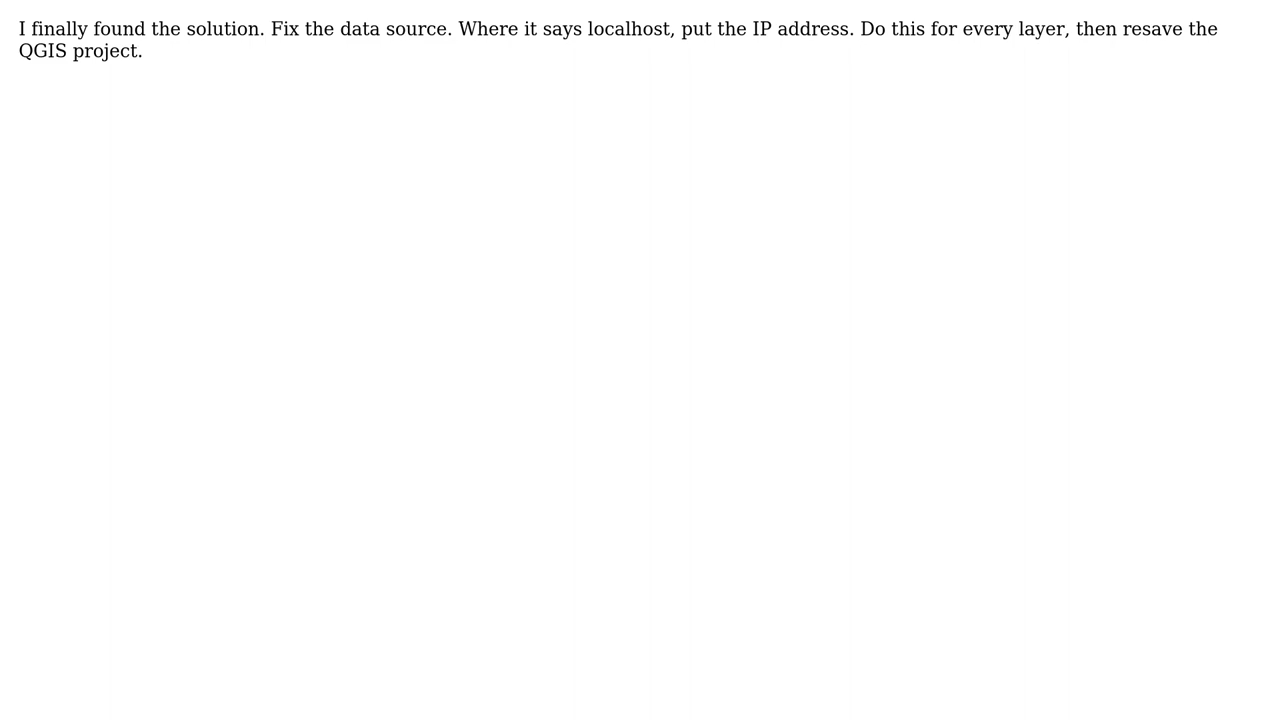 I finally found the solution. Fix the data source. Where it says localhost, put the IP address. Do this for every layer, then resave the
QGIS project.